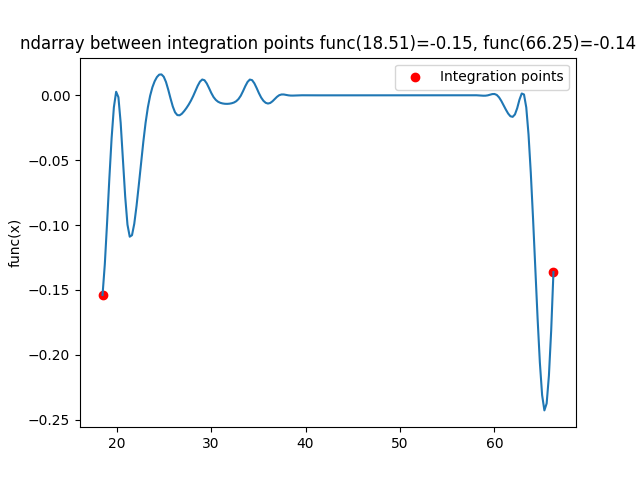 ndarray between integration points func(18.51)=-0.15, func(66.25)=-0.14
Integration points
0.00
−0.05
−0.10
−0.15
−0.20
−0.25
func(x)
20 30 40 50 60